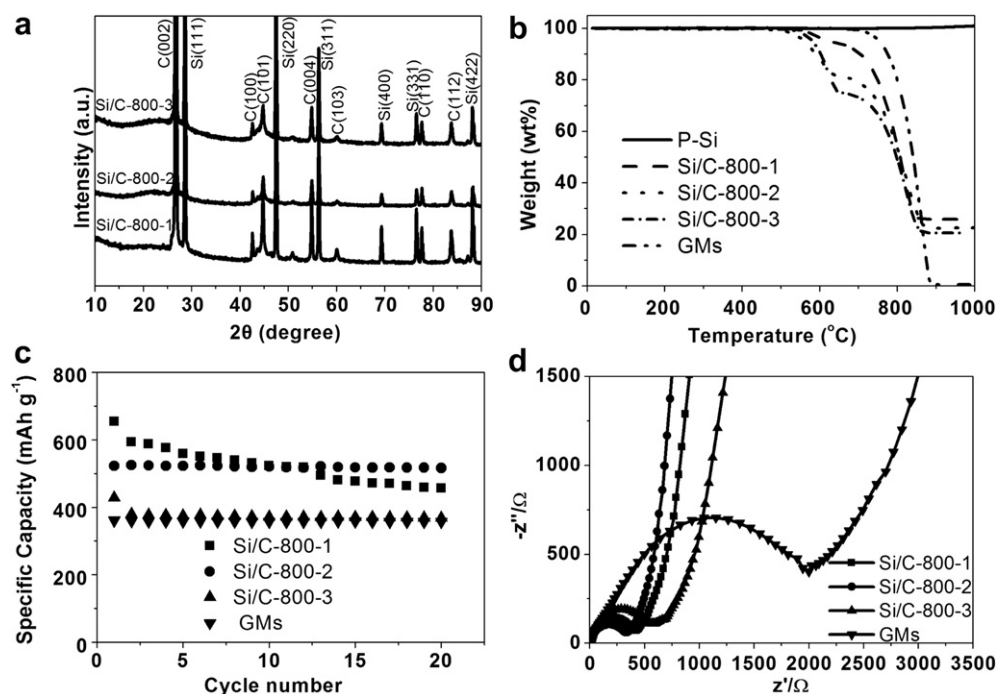 a
Intensity (a.u.)
Si/C-800-3
Si/C-800-2
Si/C-800-1
C(002)
Si(111)
C(100)
C(101)
Si(220)
C(004)
Si(311)
C(103)
Si(400)
Si(331)
C(110)
C(112)
Si(422)
10 20 30 40 50 60 70 80 90
2θ (degree)
b
Weight (wt%)
100
80
60
40
20
0
P-Si
Si/C-800-1
Si/C-800-2
Si/C-800-3
GMs
0 200 400 600 800 1000
Temperature (°C)
c
Specific Capacity (mAh g⁻¹)
800
600
400
200
0
Si/C-800-1
Si/C-800-2
Si/C-800-3
GMs
0 5 10 15 20
Cycle number
d
-z''/Ω
1500
1000
500
0
Si/C-800-1
Si/C-800-2
Si/C-800-3
GMs
0 500 1000 1500 2000 2500 3000 3500
z'/Ω